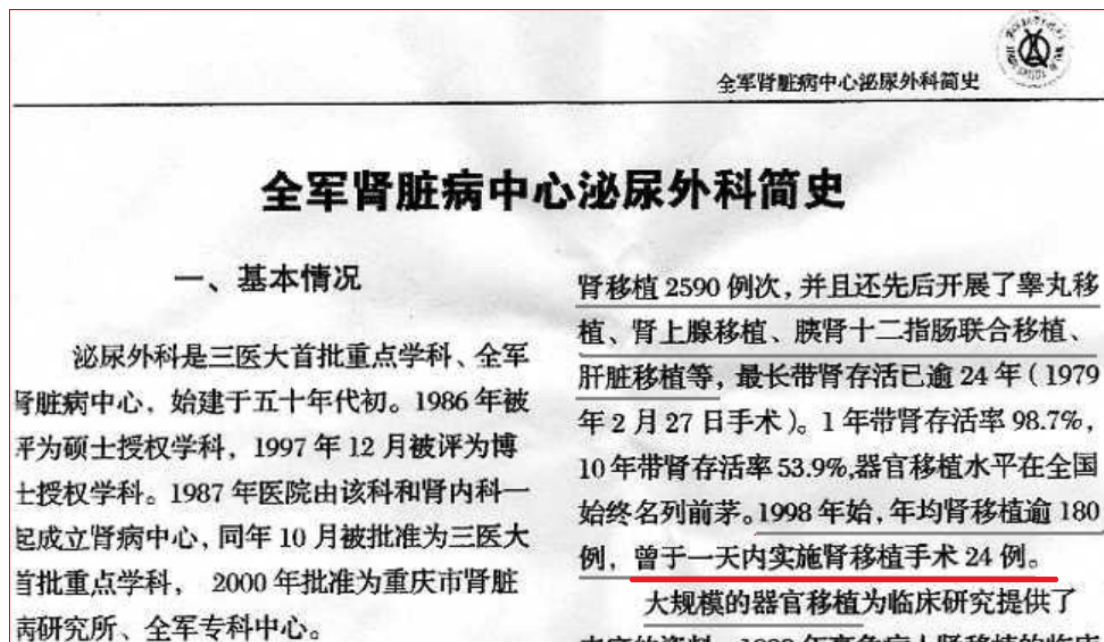 全军肾脏病中心泌尿外科简史
全军肾脏病中心泌尿外科简史
一、基本情况
泌尿外科是三医大首批重点学科、全军
肾脏病中心，始建于五十年代初。1986 年被
评为硕士授权学科，1997 年 12 月被评为博
士授权学科。1987 年医院由该科和肾内科一
起成立肾病中心，同年 10 月被批准为三医大
首批重点学科， 2000 年批准为重庆市肾脏
病研究所、全军专科中心。
肾移植 2590 例次，并且还先后开展了睾丸移
植、肾上腺移植、胰肾十二指肠联合移植、
肝脏移植等，最长带肾存活已逾 24 年（1979
年 2 月 27 日手术）。1 年带肾存活率 98.7%，
10 年带肾存活率 53.9%,器官移植水平在全国
始终名列前茅。1998 年始，年均肾移植逾 180
例，曾于一天内实施肾移植手术 24 例。
大规模的器官移植为临床研究提供了